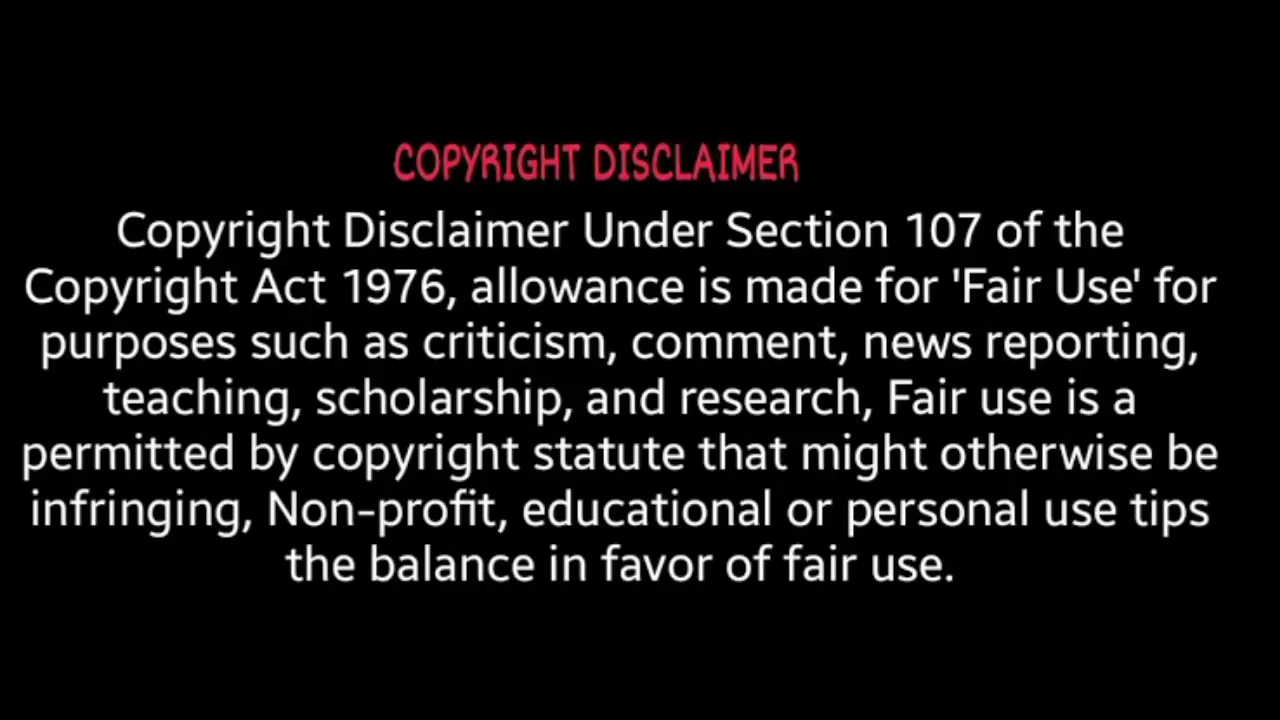 COPYRIGHT DISCLAIMER
Copyright Disclaimer Under Section 107 of the
Copyright Act 1976, allowance is made for 'Fair Use' for
purposes such as criticism, comment, news reporting,
teaching, scholarship, and research, Fair use is a
permitted by copyright statute that might otherwise be
infringing, Non-profit, educational or personal use tips
the balance in favor of fair use.